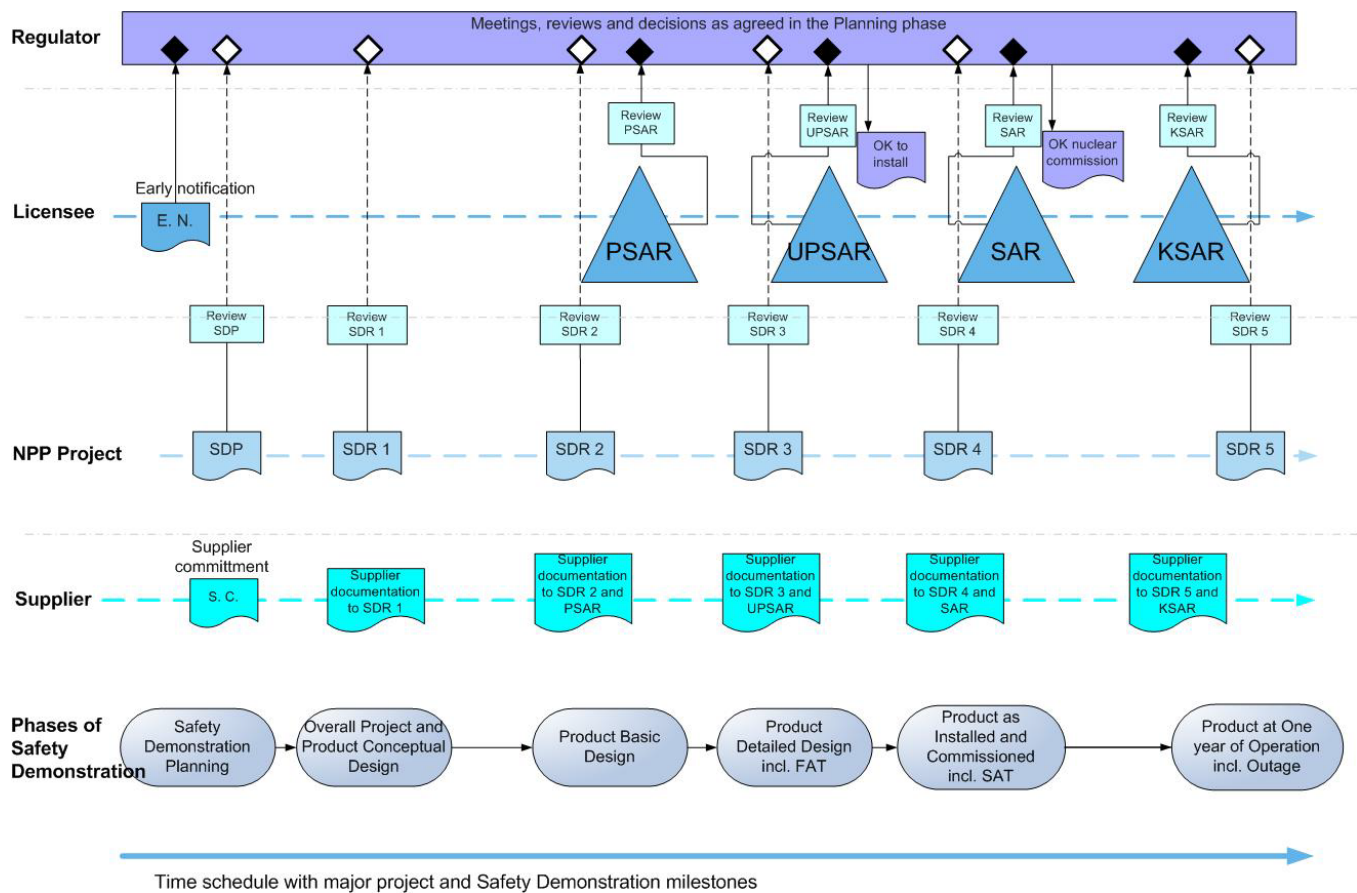 Meetings, reviews and decisions as agreed in the Planning phase
Regulator
Review
PSAR
Review
UPSAR
Review
SAR
Review
KSAR
OK to
install
OK nuclear
commission
Early notification
Licensee
E. N.
PSAR
UPSAR
SAR
KSAR
Review
SDP
Review
SDR 1
Review
SDR 2
Review
SDR 3
Review
SDR 4
Review
SDR 5
NPP Project
SDP
SDR 1
SDR 2
SDR 3
SDR 4
SDR 5
Supplier
committment
Supplier
S. C.
Supplier
documentation
to SDR 1
Supplier
documentation
to SDR 2 and
PSAR
Supplier
documentation
to SDR 3 and
UPSAR
Supplier
documentation
to SDR 4 and
SAR
Supplier
documentation
to SDR 5 and
KSAR
Phases of
Safety
Demonstration
Safety
Demonstration
Planning
Overall Project and
Product Conceptual
Design
Product Basic
Design
Product
Detailed Design
incl. FAT
Product as
Installed and
Commissioned
incl. SAT
Product at One
year of Operation
incl. Outage
Time schedule with major project and Safety Demonstration milestones